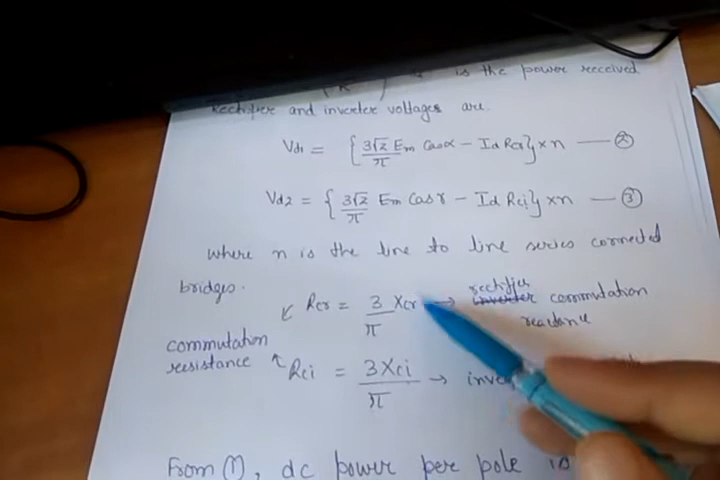 is the power received
Rectifier and inverter voltages are
Vd1 = {3√2/π Em Cosα − Id Rcr} × n — ②
Vd2 = {3√2/π Em Cosγ − Id Rci} × n — ③
where n is the line to line series connected
bridges.
Rcr = 3/π Xcr → rectifier commutation
reactance
commutation
resistance
Rci = 3Xci/π →
From ①, dc power per pole is